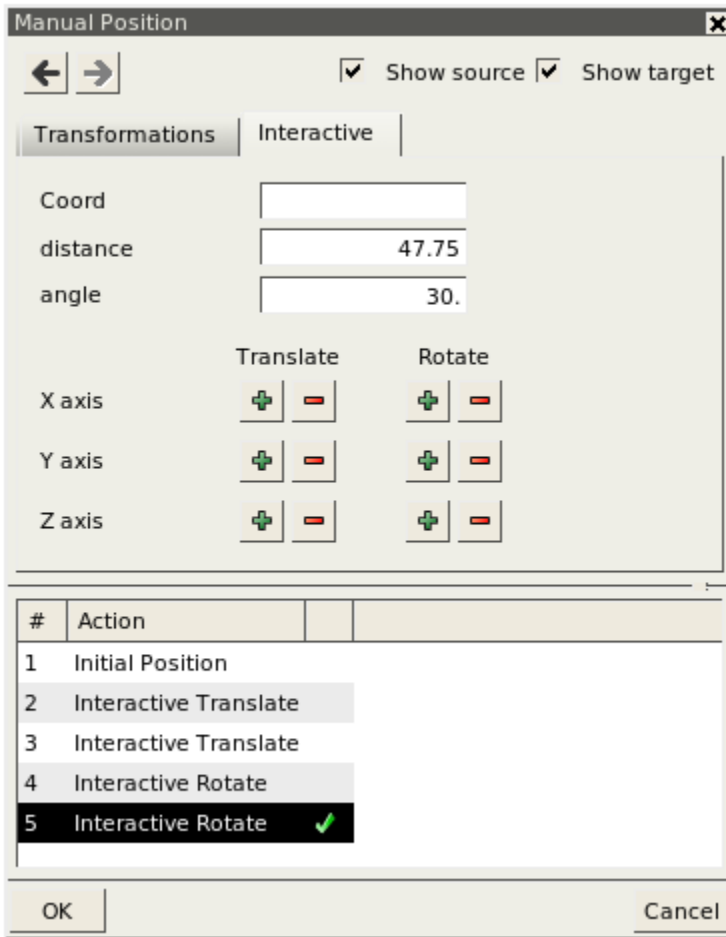 Manual Position
Show source Show target
Transformations Interactive
Coord
distance 47.75
angle 30.
Translate Rotate
X axis
Y axis
Z axis
# Action
1 Initial Position
2 Interactive Translate
3 Interactive Translate
4 Interactive Rotate
5 Interactive Rotate
OK Cancel